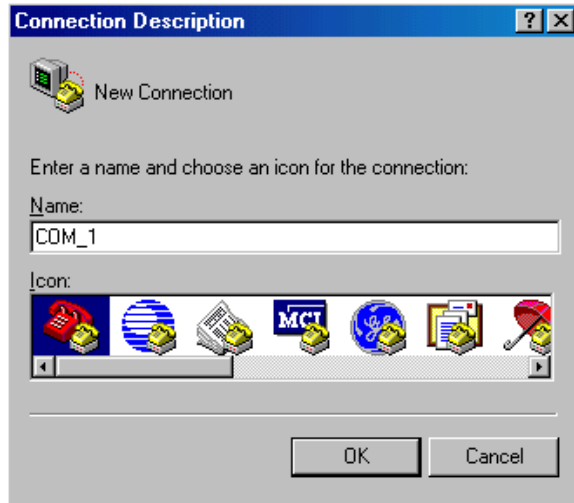 Connection Description
New Connection
Enter a name and choose an icon for the connection:
Name:
COM_1
Icon:
MCI
OK Cancel